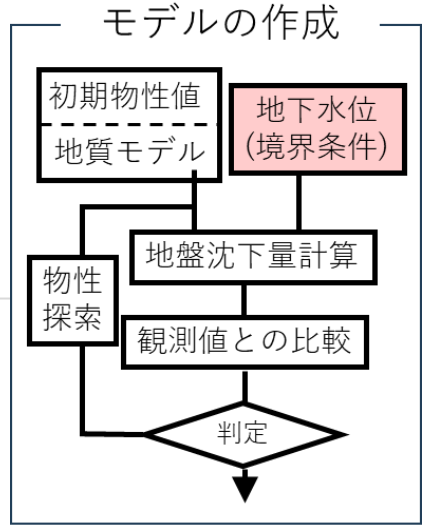 モデルの作成
初期物性値
地質モデル
地下水位
(境界条件)
地盤沈下量計算
物性
探索
観測値との比較
判定